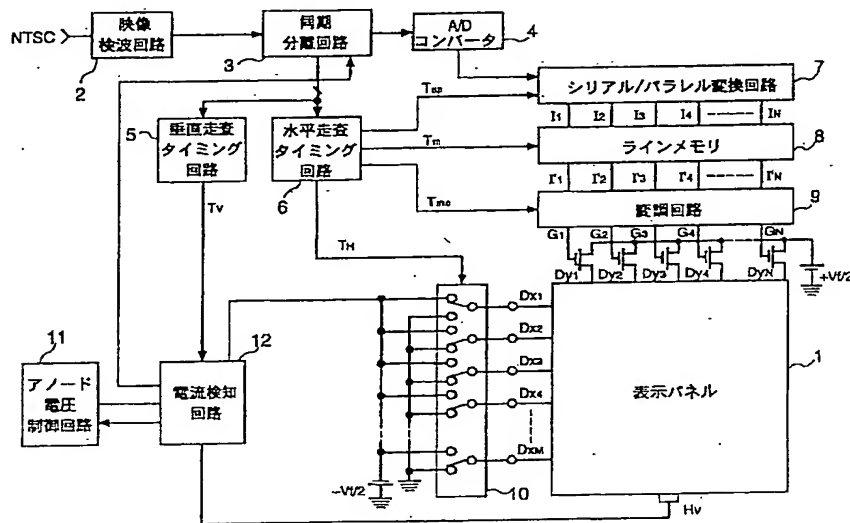 NTSC
映像
検波回路
2
同期
分離回路
3
A/D
コンバータ
4
シリアル/パラレル変換回路
7
I1 I2 I3 I4 IN
ラインメモリ
8
I'1 I'2 I'3 I'4 I'N
変調回路
9
G1 G2 G3 G4 GN
+Vf/2
Dy1 Dy2 Dy3 Dy4 DyN
5
垂直走査
タイミング
回路
水平走査
タイミング
回路
6
Tsp
Tm
Tmo
Tv
TH
11
アノード
電圧
制御回路
12
電流検知
回路
-Vf/2
10
Dx1
Dx2
Dx3
Dx4
DxM
表示パネル
1
Hv